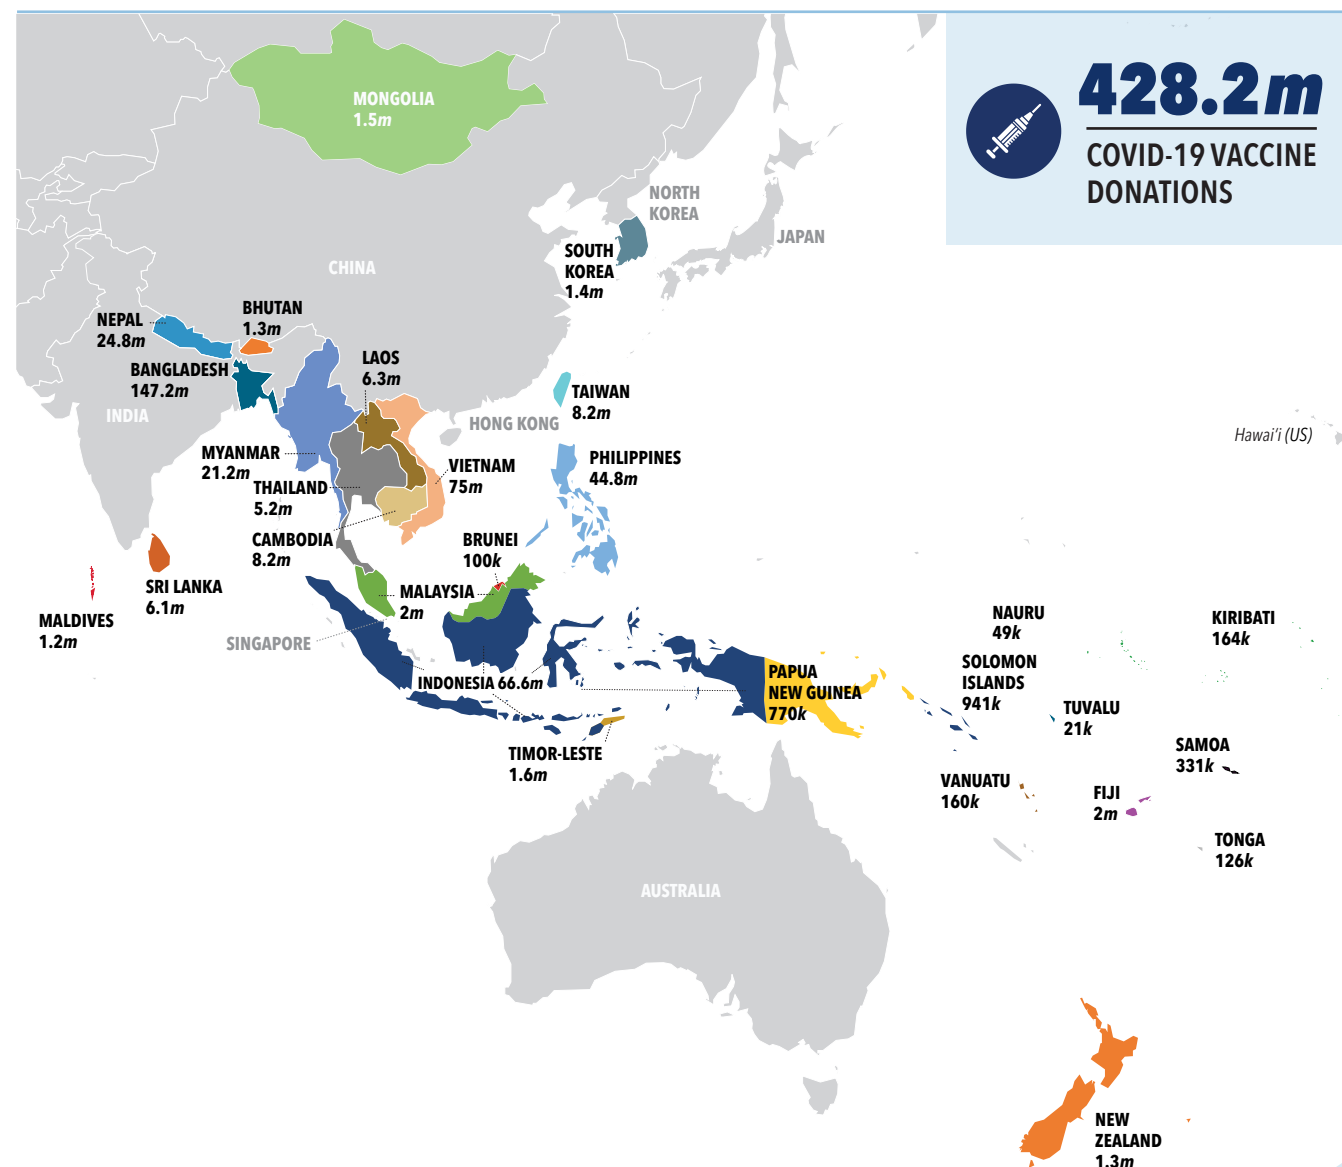 428.2m
COVID-19 VACCINE
DONATIONS
MONGOLIA
1.5m
NORTH
KOREA
JAPAN
SOUTH
KOREA
1.4m
CHINA
NEPAL
24.8m
BHUTAN
1.3m
BANGLADESH
147.2m
LAOS
6.3m
INDIA
TAIWAN
8.2m
HONG KONG
Hawai'i (US)
MYANMAR
21.2m
VIETNAM
75m
PHILIPPINES
44.8m
THAILAND
5.2m
CAMBODIA
8.2m
BRUNEI
100k
SRI LANKA
6.1m
MALAYSIA
2m
MALDIVES
1.2m
SINGAPORE
NAURU
49k
KIRIBATI
164k
SOLOMON
ISLANDS
941k
INDONESIA 66.6m
PAPUA
NEW GUINEA
770k
TUVALU
21k
TIMOR-LESTE
1.6m
SAMOA
331k
VANUATU
160k
FIJI
2m
TONGA
126k
AUSTRALIA
NEW
ZEALAND
1.3m